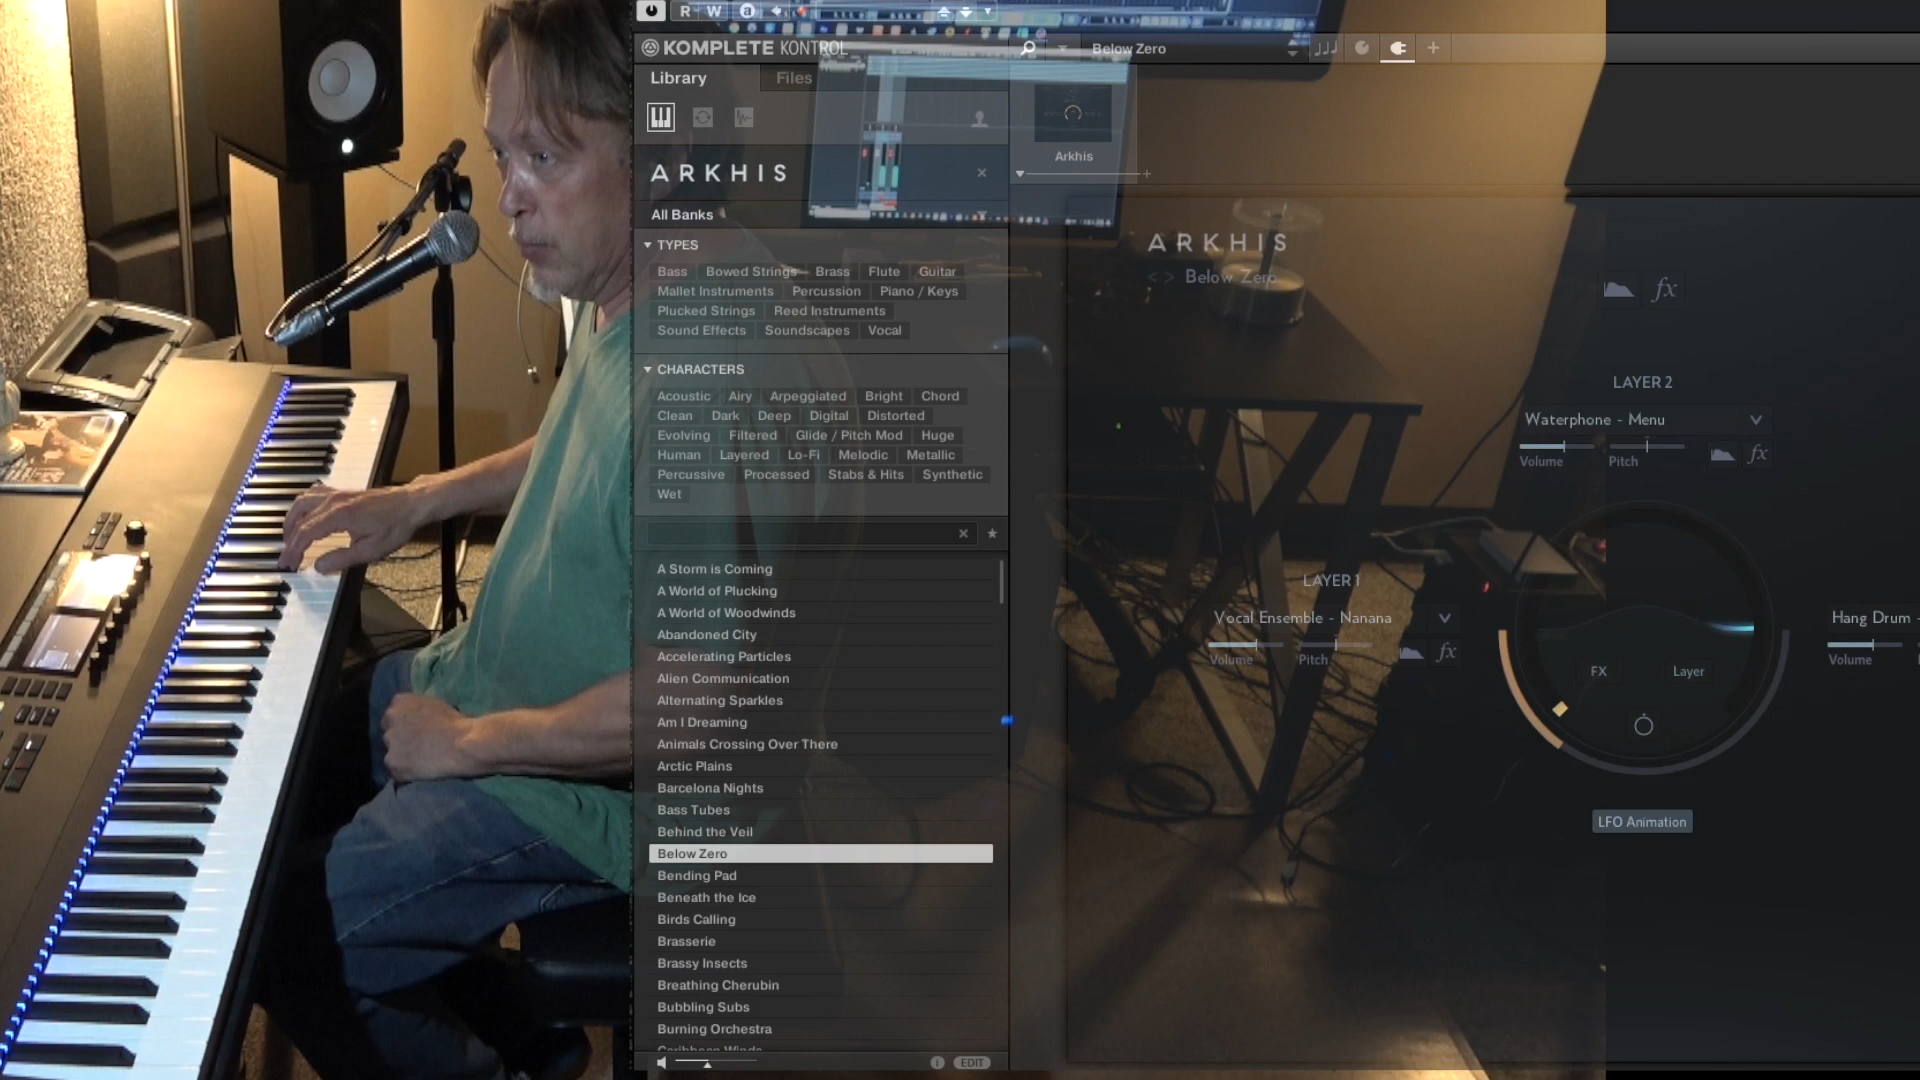 R W a
KOMPLETE KONTROL
Below Zero
Library
Files
Arkhis
ARKHIS
All Banks
TYPES
Bass Bowed Strings Brass Flute Guitar
Mallet Instruments Percussion Piano / Keys
Plucked Strings Reed Instruments
Sound Effects Soundscapes Vocal
CHARACTERS
Acoustic Airy Arpeggiated Bright Chord
Clean Dark Deep Digital Distorted
Evolving Filtered Glide / Pitch Mod Huge
Human Layered Lo-Fi Melodic Metallic
Percussive Processed Stabs & Hits Synthetic
Wet
A Storm is Coming
A World of Plucking
A World of Woodwinds
Abandoned City
Accelerating Particles
Alien Communication
Alternating Sparkles
Am I Dreaming
Animals Crossing Over There
Arctic Plains
Barcelona Nights
Bass Tubes
Behind the Veil
Below Zero
Bending Pad
Beneath the Ice
Birds Calling
Brasserie
Brassy Insects
Breathing Cherubin
Bubbling Subs
Burning Orchestra
Caribbean Winds
EDIT
ARKHIS
< > Below Zero
fx
LAYER 2
Waterphone - Menu
Volume Pitch fx
LAYER 1
Vocal Ensemble - Nanana
Volume Pitch fx
Hang Drum -
Volume
FX Layer
LFO Animation